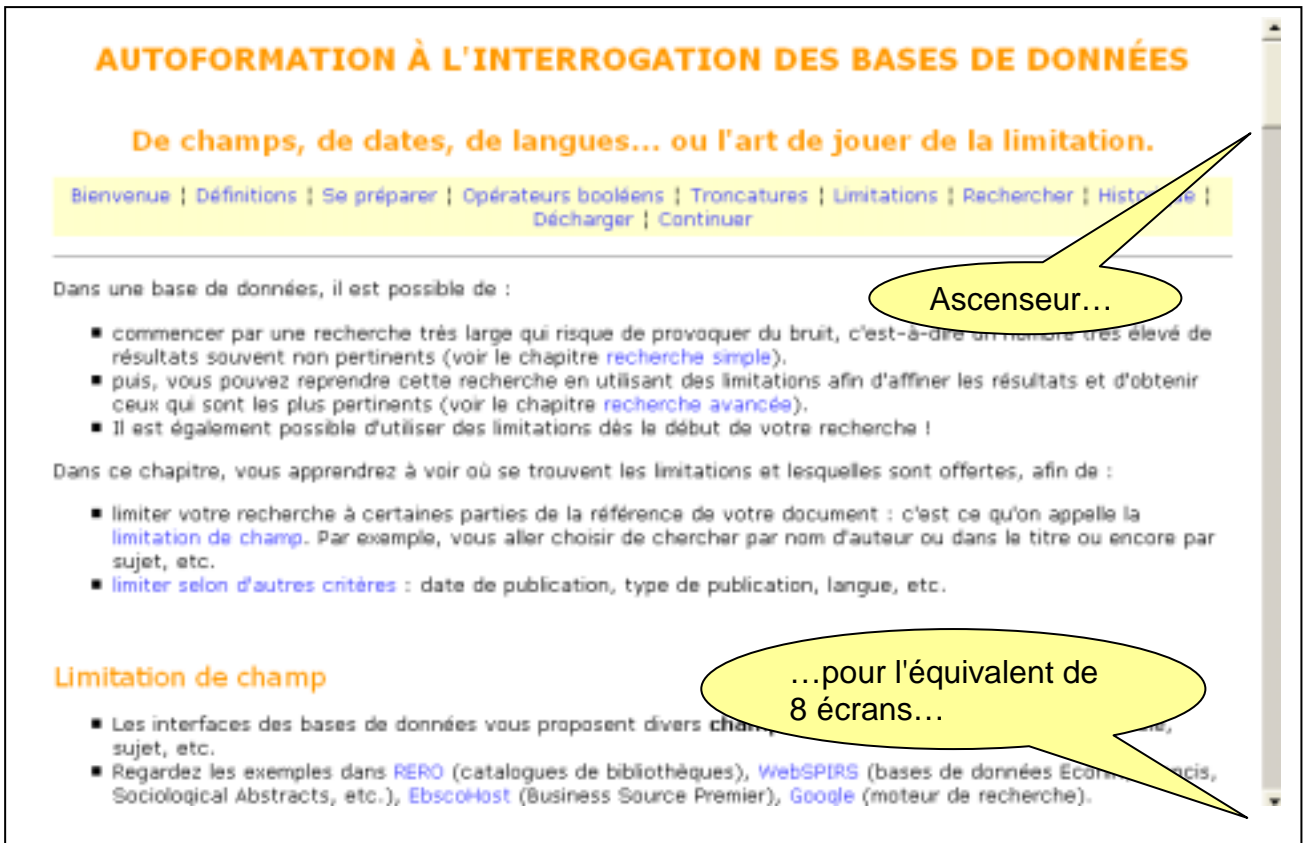 AUTOFORMATION À L'INTERROGATION DES BASES DE DONNÉES
De champs, de dates, de langues... ou l'art de jouer de la limitation.
Bienvenue ¦ Définitions ¦ Se préparer ¦ Opérateurs booléens ¦ Troncatures ¦ Limitations ¦ Rechercher ¦ ¦
Décharger ¦ Continuer
Dans une base de données, il est possible de :
Ascenseur…
■ commencer par une recherche très large qui risque de provoquer du bruit, c'est-à-dire un nombre très élevé de
résultats souvent non pertinents (voir le chapitre recherche simple).
■ puis, vous pouvez reprendre cette recherche en utilisant des limitations afin d'affiner les résultats et d'obtenir
ceux qui sont les plus pertinents (voir le chapitre recherche avancée).
■ Il est également possible d'utiliser des limitations dès le début de votre recherche !
Dans ce chapitre, vous apprendrez à voir où se trouvent les limitations et lesquelles sont offertes, afin de :
■ limiter votre recherche à certaines parties de la référence de votre document : c'est ce qu'on appelle la
limitation de champ. Par exemple, vous aller choisir de chercher par nom d'auteur ou dans le titre ou encore par
sujet, etc.
■ limiter selon d'autres critères : date de publication, type de publication, langue, etc.
Limitation de champ
…pour l'équivalent de
8 écrans…
■ Les interfaces des bases de données vous proposent divers
sujet, etc.
■ Regardez les exemples dans RERO (catalogues de bibliothèques), WebSPIRS (bases de données
Sociological Abstracts, etc.), EbscoHost (Business Source Premier), Google (moteur de recherche).